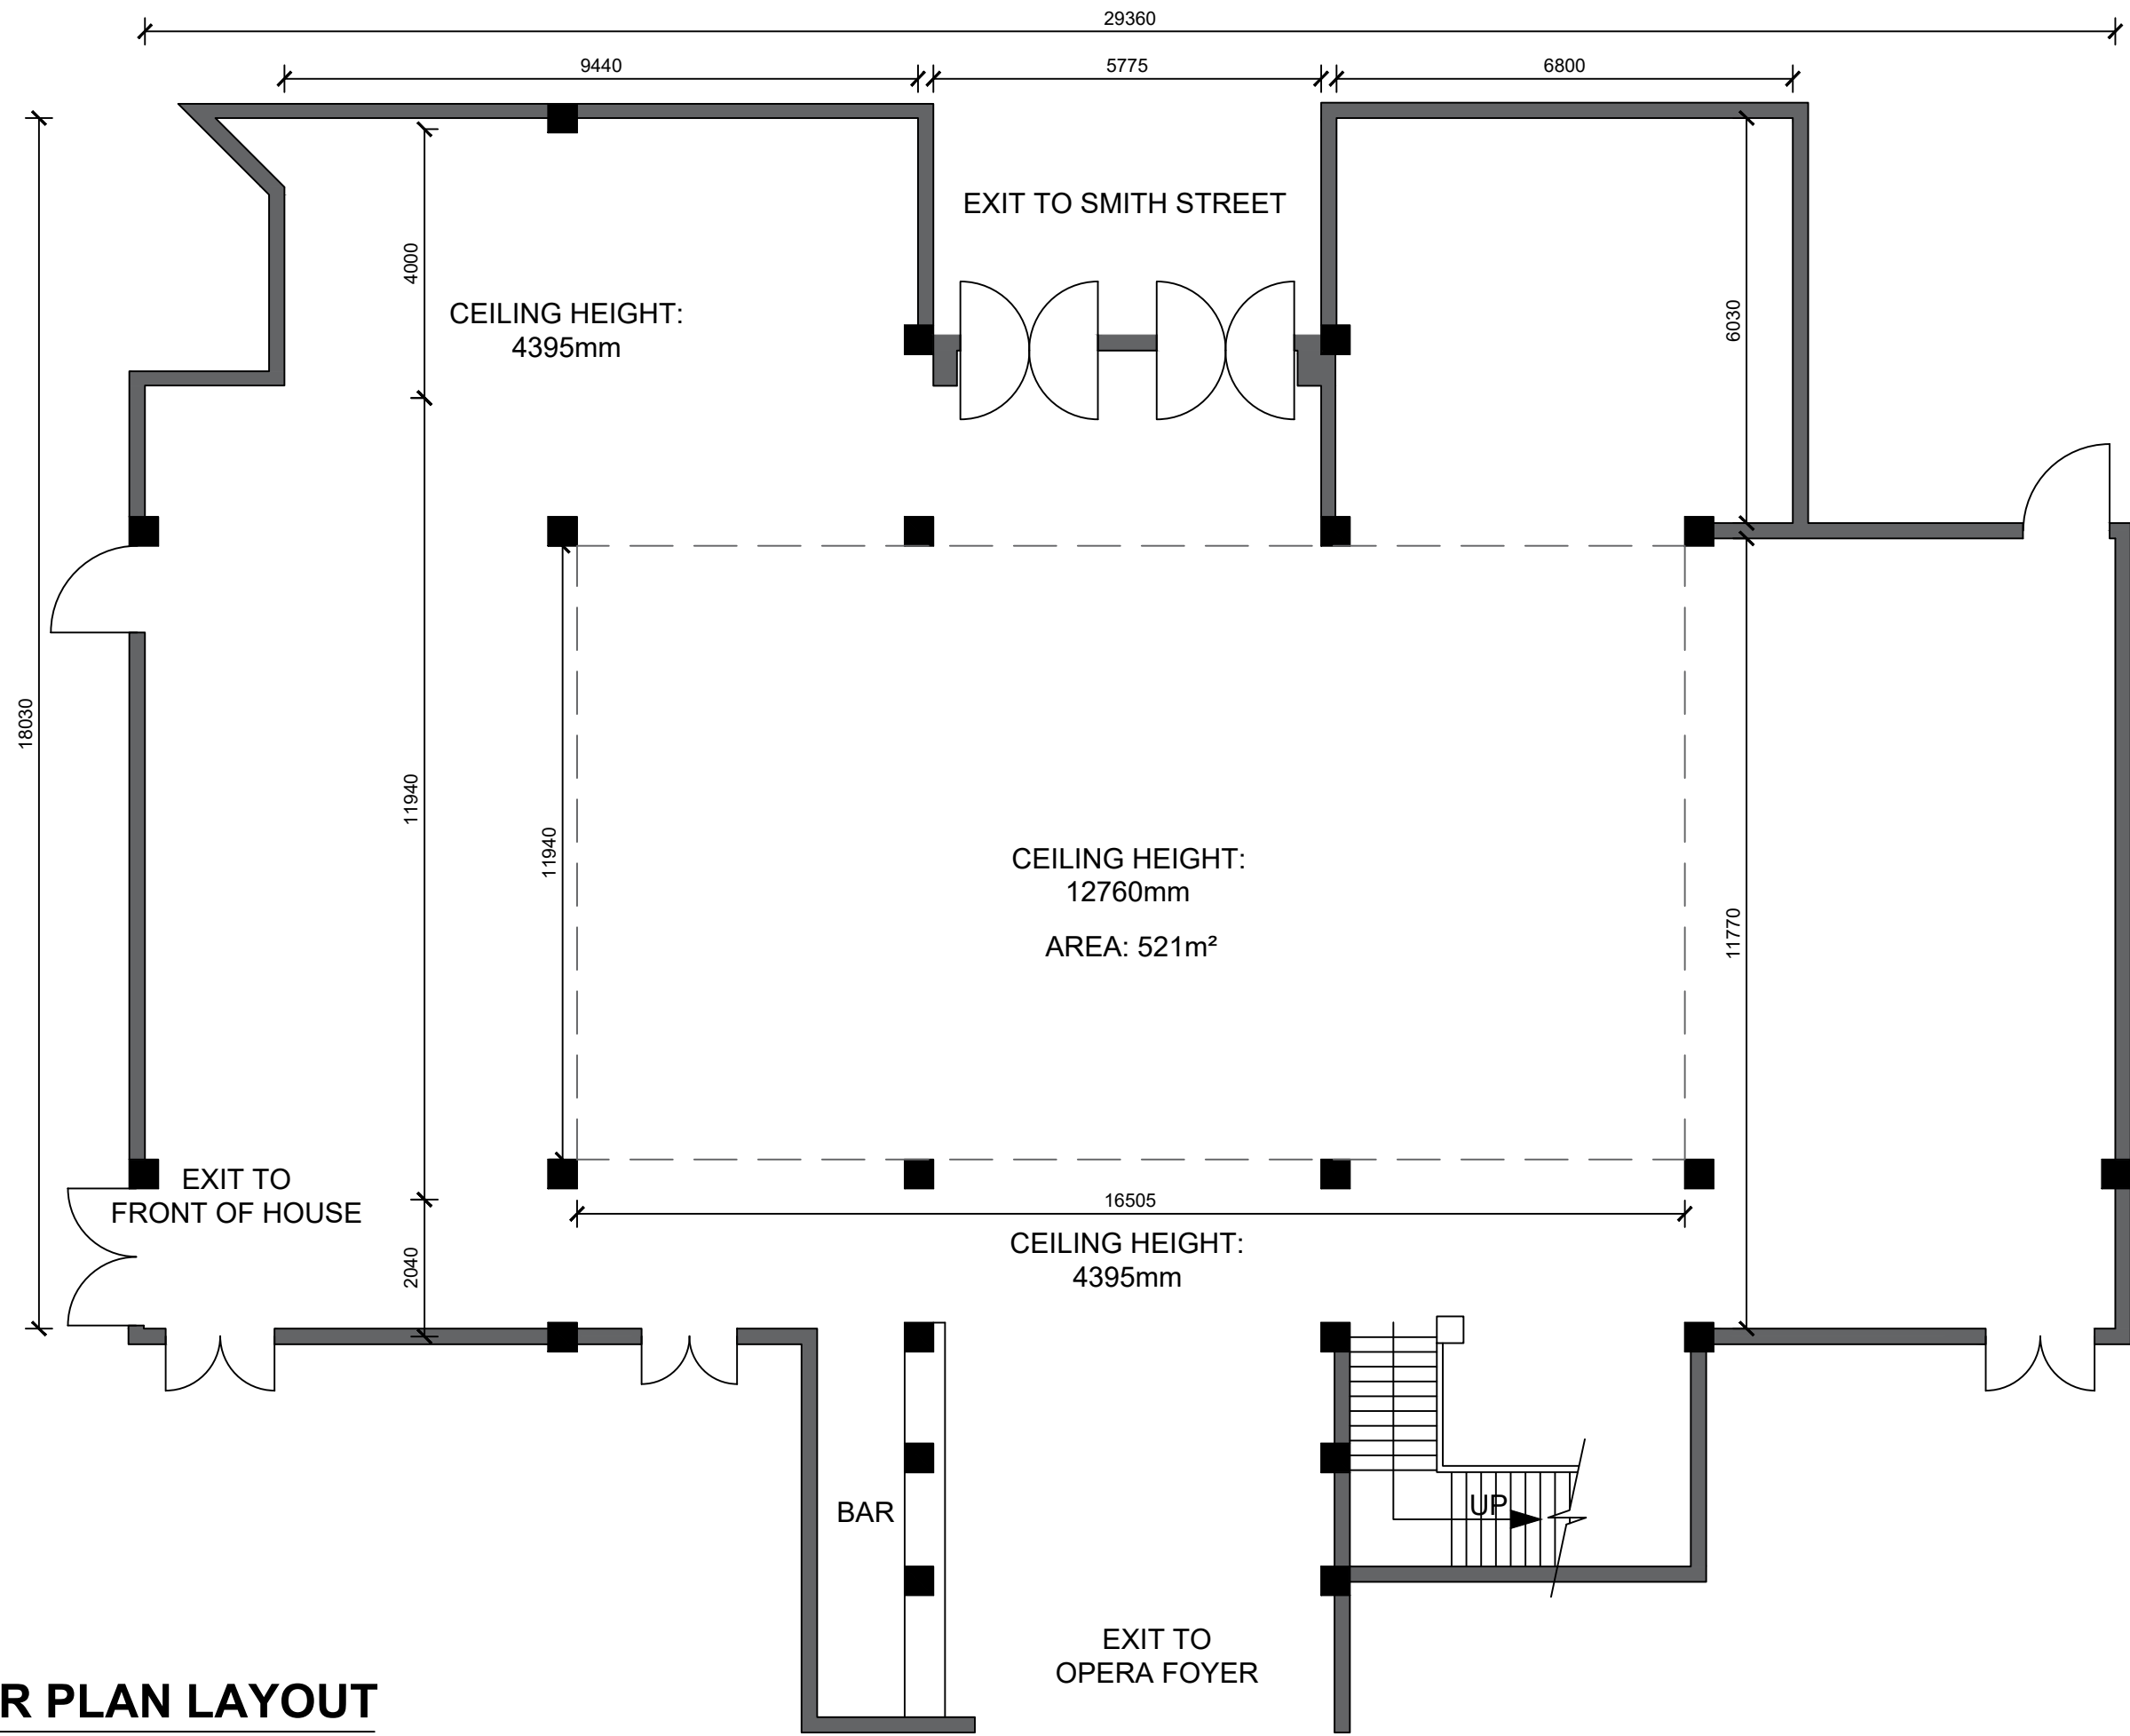 29360
9440
5775
6800
EXIT TO SMITH STREET
4000
CEILING HEIGHT:
4395mm
6030
18030
11940
11940
CEILING HEIGHT:
12760mm
AREA: 521m²
11770
EXIT TO
FRONT OF HOUSE
16505
CEILING HEIGHT:
4395mm
2040
BAR
UP
EXIT TO
OPERA FOYER
R PLAN LAYOUT